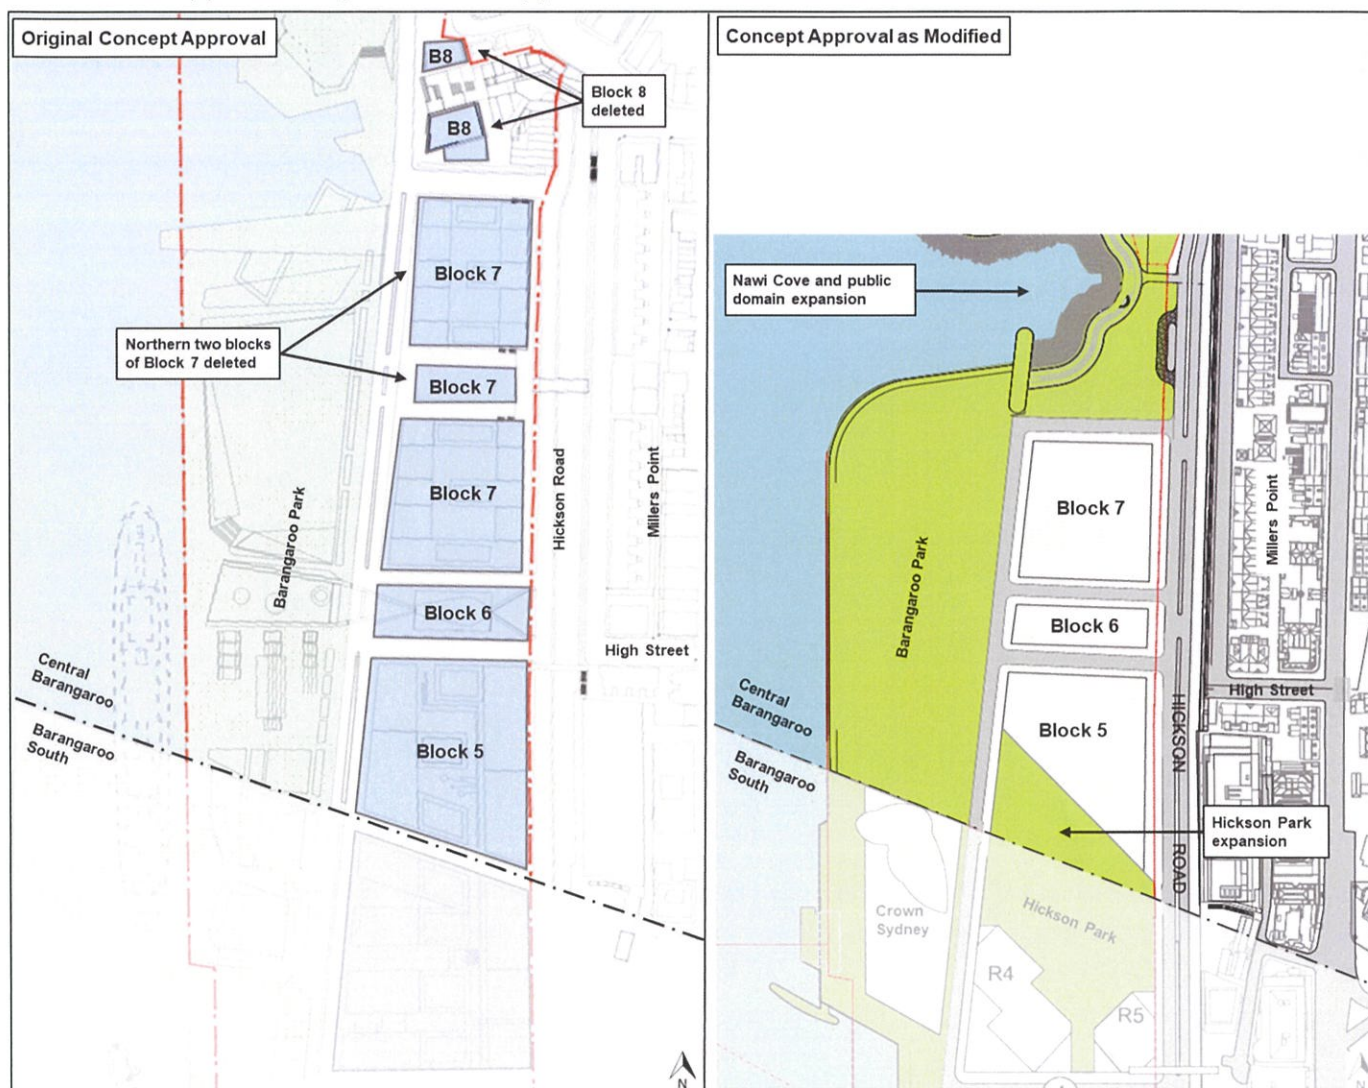 Original Concept Approval
B8
Block 8
deleted
B8
Block 7
Northern two blocks
of Block 7 deleted
Block 7
Block 7
Hickson Road
Millers Point
Barangaroo Park
Block 6
High Street
Central
Barangaroo
Barangaroo
South
Block 5
N
Concept Approval as Modified
Nawi Cove and public
domain expansion
Block 7
Millers Point
Barangaroo Park
Block 6
High Street
Central
Barangaroo
Barangaroo
South
Block 5
HICKSON ROAD
Hickson Park
expansion
Crown
Sydney
Hickson Park
R4
R5